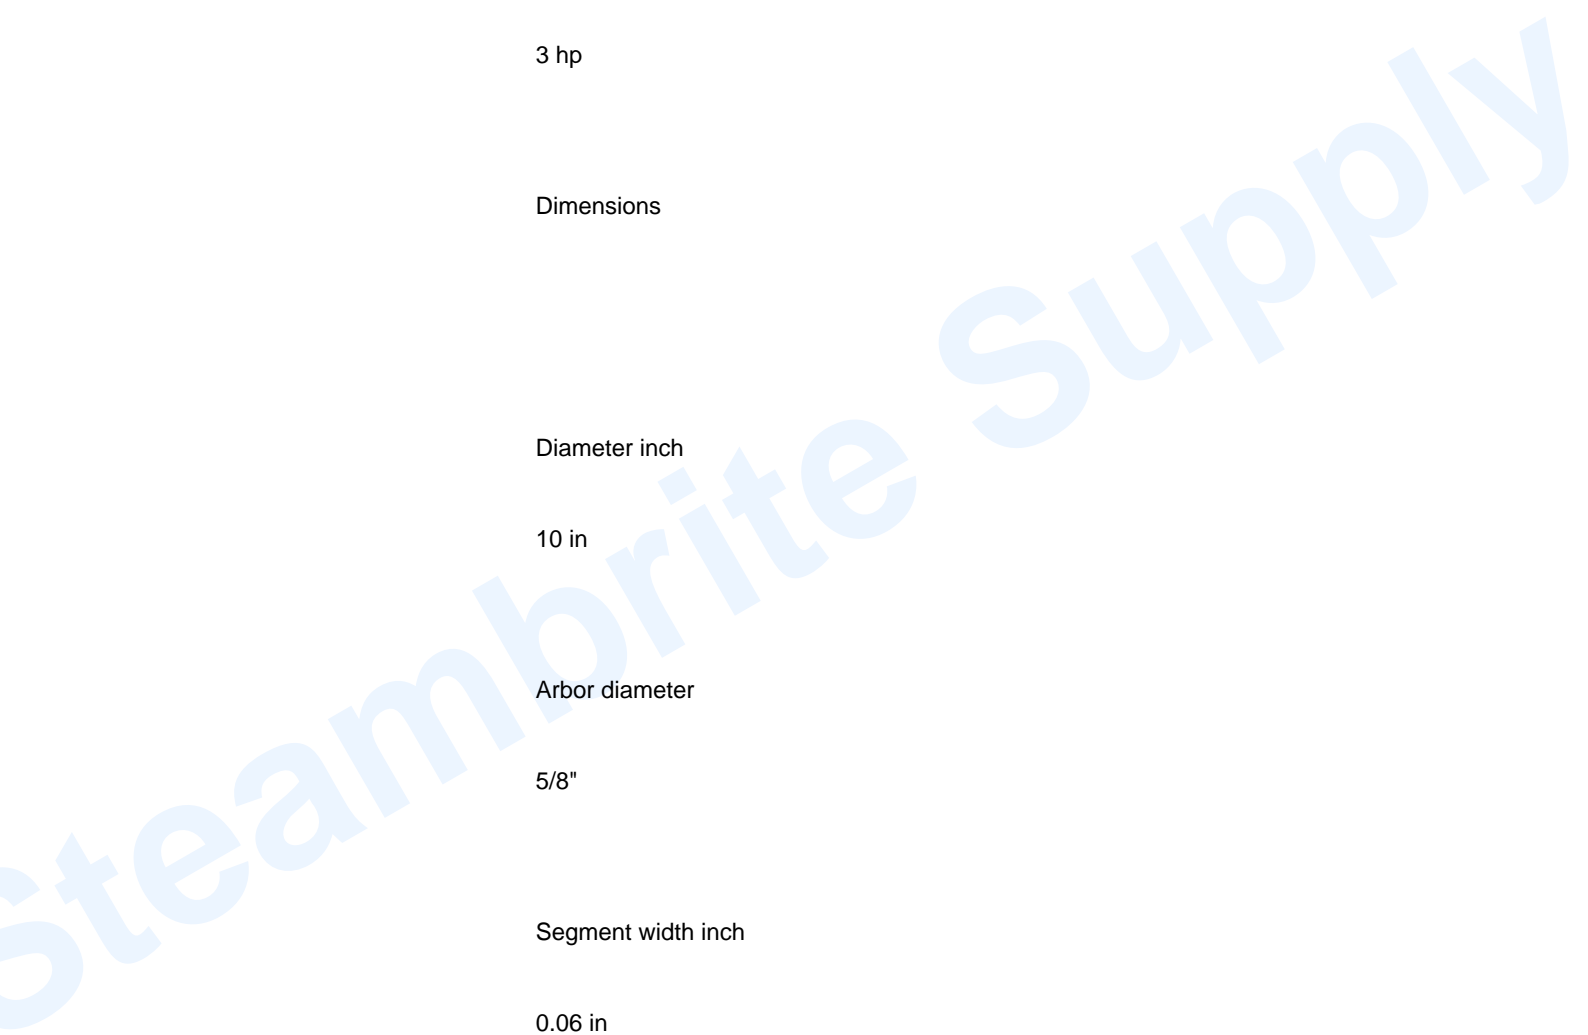 3 hp
Dimensions
Diameter inch
10 in
Arbor diameter
5/8"
Segment width inch
0.06 in
Steambrite Supply